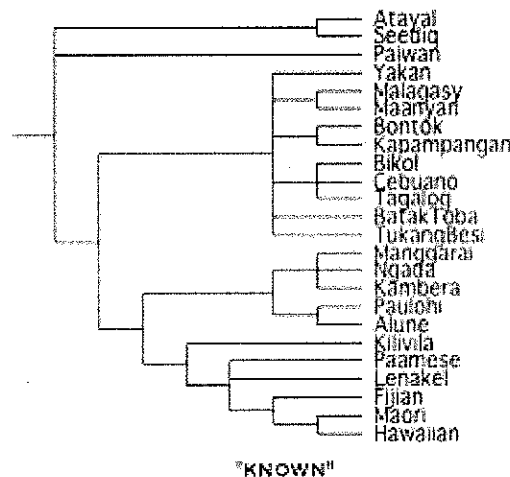 Atayal
Seediq
Paiwan
Yakan
Malagasy
Maanyan
Bontok
Kapampangan
Bikol
Cebuano
Tagalog
BatakToba
TukangBesi
Manggarai
Ngada
Kambera
Paulohi
Alune
Kilivila
Paamese
Lenakel
Fijian
Maori
Hawaiian
"KNOWN"